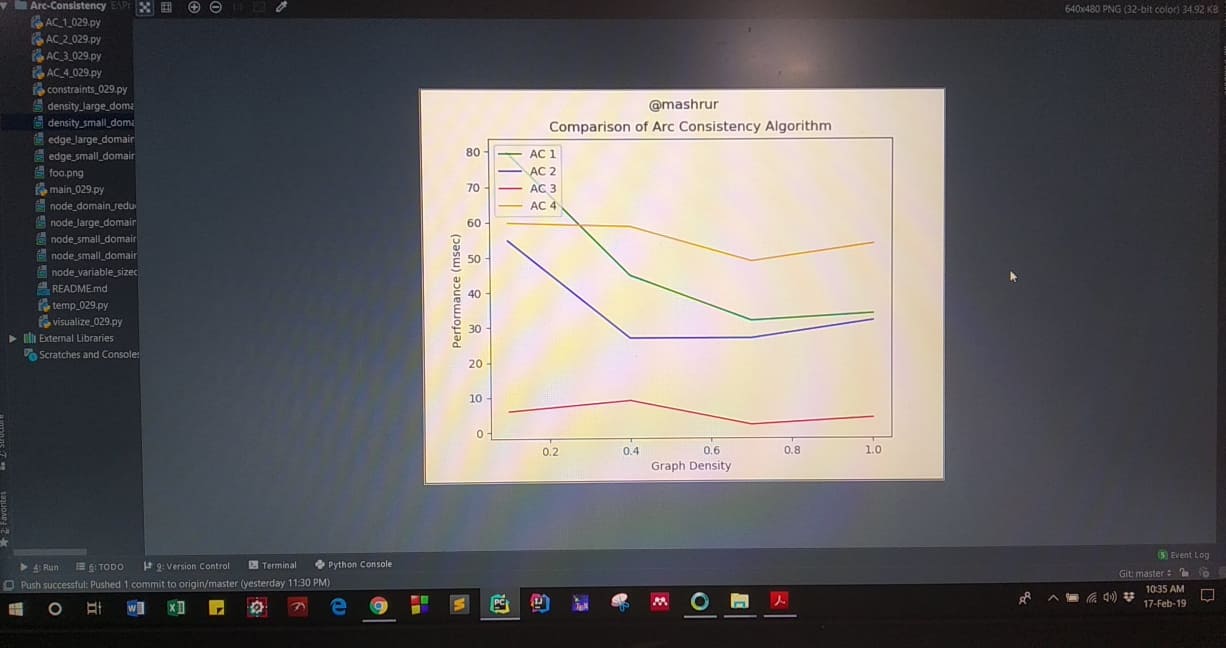 Arc-Consistency E:\Pr
640x480 PNG (32-bit color) 34.92 KB
AC_1_029.py
AC_2_029.py
AC_3_029.py
AC_4_029.py
constraints_029.py
density_large_doma
density_small_doma
edge_large_domain
edge_small_domair
foo.png
main_029.py
node_domain_redu
node_large_domain
node_small_domair
node_small_domair
node_variable_sized
README.md
temp_029.py
visualize_029.py
External Libraries
Scratches and Consoles
@mashrur
Comparison of Arc Consistency Algorithm
AC 1
AC 2
AC 3
AC 4
80
70
60
50
40
30
20
10
0
Performance (msec)
0.2 0.4 0.6 0.8 1.0
Graph Density
Z: Structure
2: Favorites
4: Run 6: TODO 9: Version Control Terminal Python Console
5 Event Log
Push successful: Pushed 1 commit to origin/master (yesterday 11:30 PM)
Git: master
10:35 AM
17-Feb-19